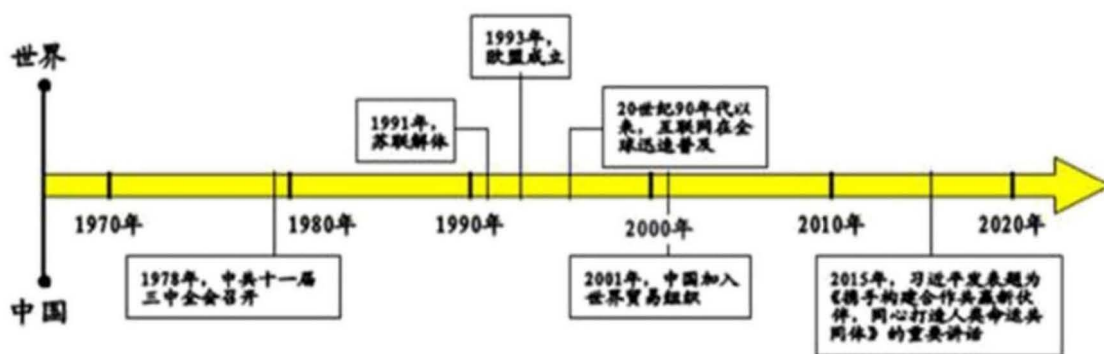 世界
1993年，
欧盟成立
1991年，
苏联解体
20世纪90年代以
来，互联网在全
球迅速普及
1970年
1980年
1990年
2000年
2010年
2020年
中国
1978年，中共十一届
三中全会召开
2001年，中国加入
世界贸易组织
2015年，习近平发表题为
《携手构建合作共赢新伙
伴，同心打造人类命运共
同体》的重要讲话